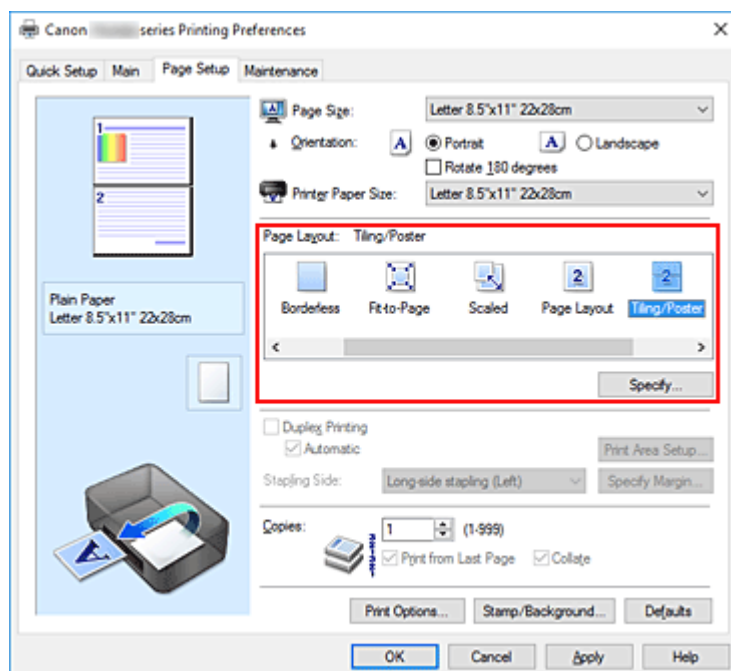 Canon series Printing Preferences
Quick Setup Main Page Setup Maintenance
1
2
Plain Paper
Letter 8.5"x11" 22x28cm
Page Size: Letter 8.5"x11" 22x28cm
Orientation: A Portrait A Landscape
Rotate 180 degrees
Printer Paper Size: Letter 8.5"x11" 22x28cm
Page Layout: Tiling/Poster
2 2
Borderless Fit-to-Page Scaled Page Layout Tiling/Poster
Specify...
Duplex Printing
Automatic Print Area Setup...
Stapling Side: Long-side stapling (Left) Specify Margin...
A
Copies: 1 (1-999)
Print from Last Page Collate
Print Options... Stamp/Background... Defaults
OK Cancel Apply Help